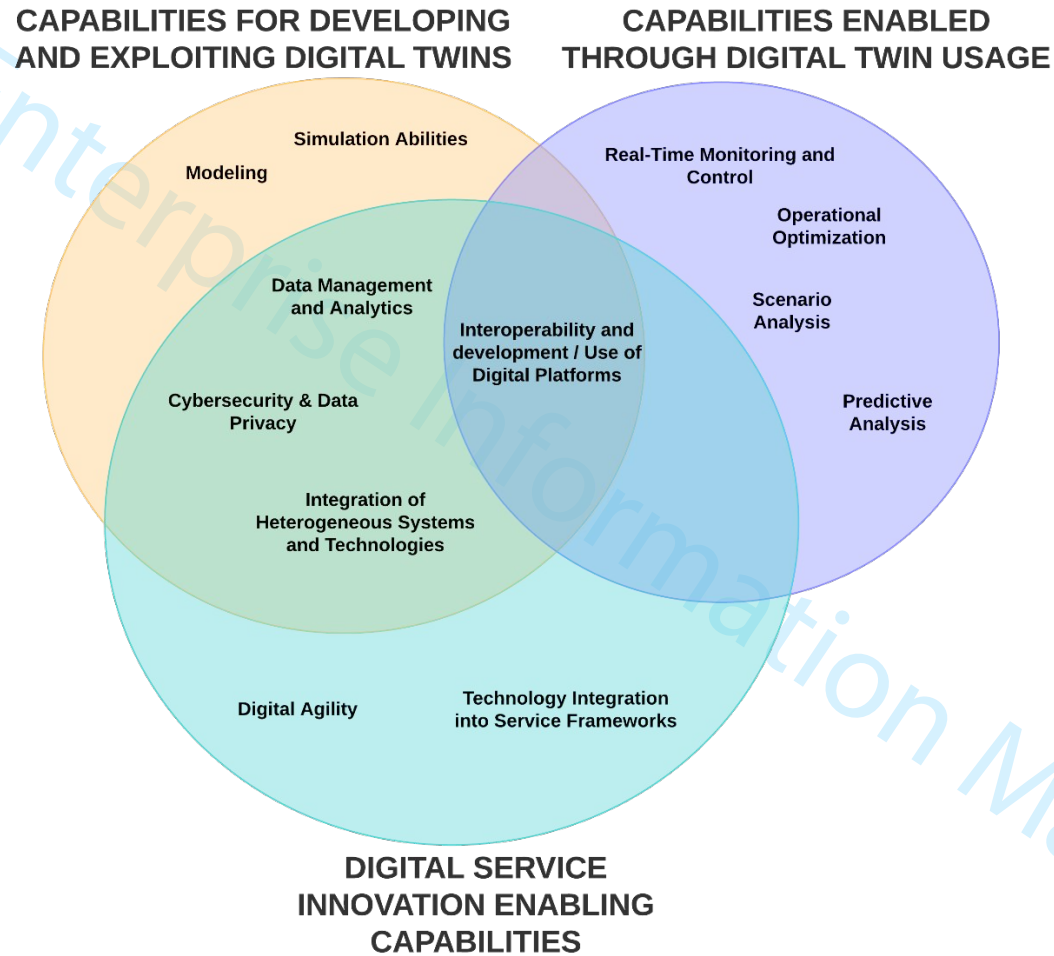 CAPABILITIES FOR DEVELOPING
AND EXPLOITING DIGITAL TWINS
CAPABILITIES ENABLED
THROUGH DIGITAL TWIN USAGE
Simulation Abilities
Modeling
Real-Time Monitoring and
Control
Operational
Optimization
Data Management
and Analytics
Scenario
Analysis
Interoperability and
development / Use of
Digital Platforms
Cybersecurity & Data
Privacy
Predictive
Analysis
Integration of
Heterogeneous Systems
and Technologies
Digital Agility
Technology Integration
into Service Frameworks
DIGITAL SERVICE
INNOVATION ENABLING
CAPABILITIES
Enterprise Information